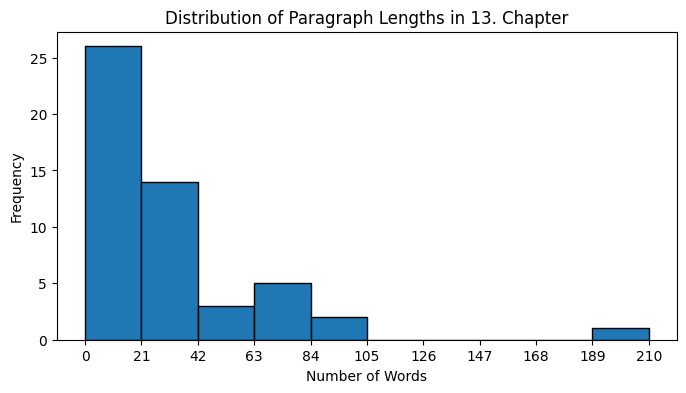 Distribution of Paragraph Lengths in 13. Chapter
25
20
15
10
5
0
Frequency
0 21 42 63 84 105 126 147 168 189 210
Number of Words